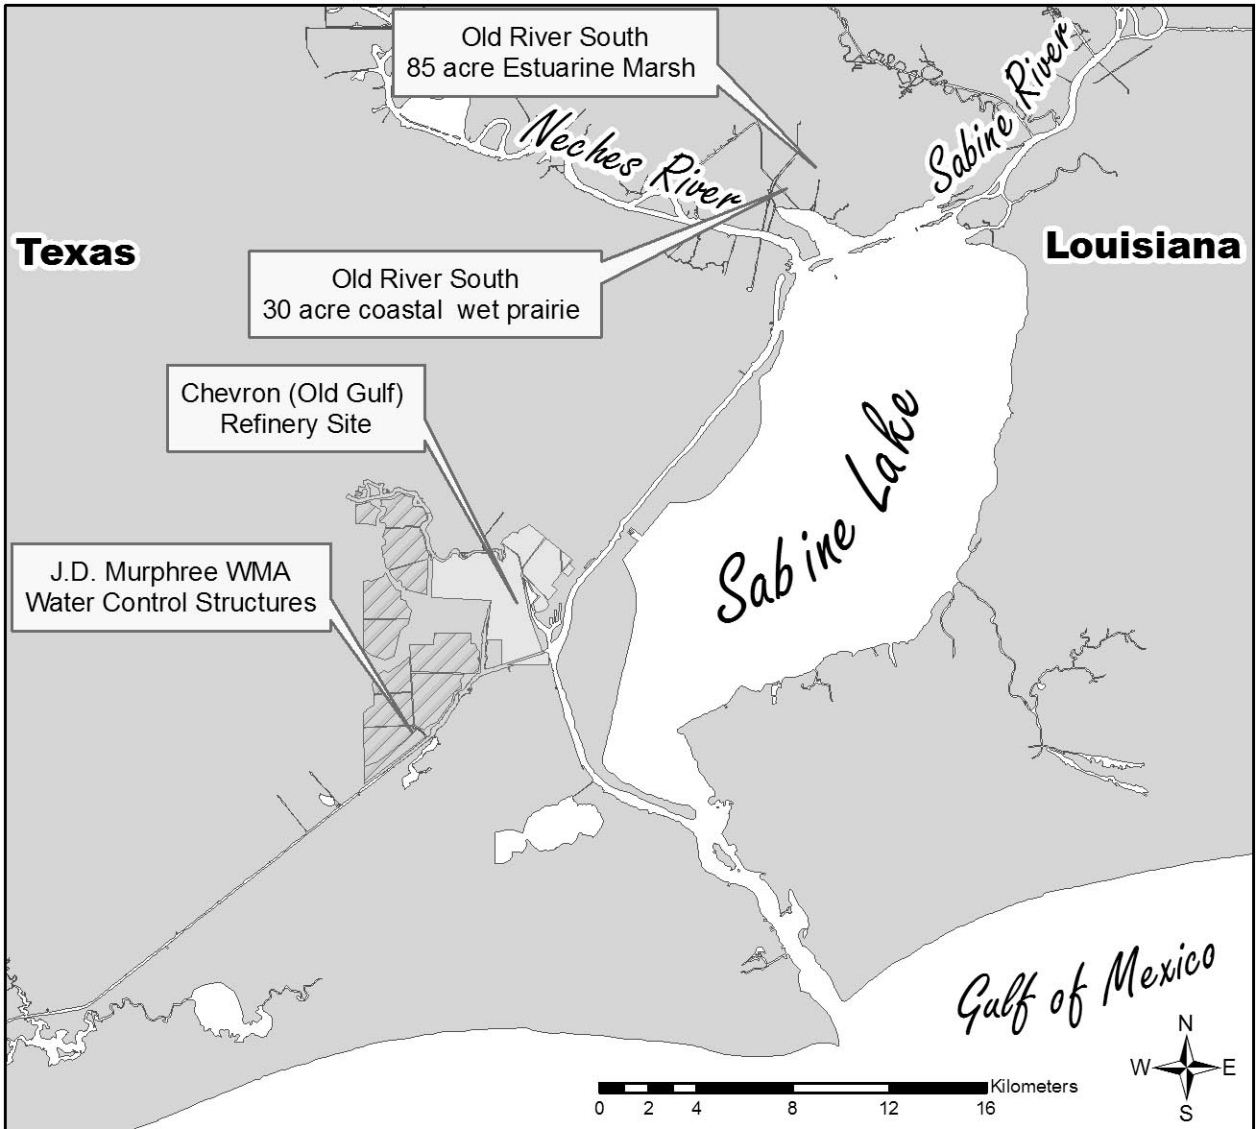 Old River South
85 acre Estuarine Marsh
Neches River
Sabine River
Texas
Louisiana
Old River South
30 acre coastal wet prairie
Chevron (Old Gulf)
Refinery Site
Sabine Lake
J.D. Murphree WMA
Water Control Structures
Gulf of Mexico
N
W E
S
Kilometers
0 2 4 8 12 16